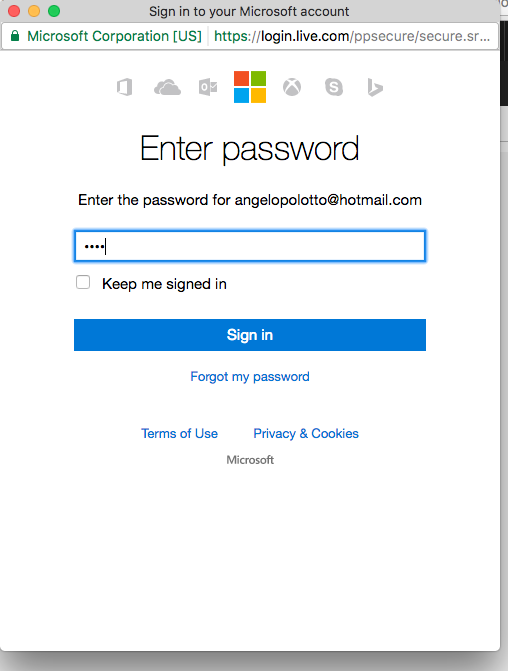 Sign in to your Microsoft account
Microsoft Corporation [US] https://login.live.com/ppsecure/secure.sr...
Enter password
Enter the password for angelopolotto@hotmail.com
••••
Keep me signed in
Sign in
Forgot my password
Terms of Use Privacy & Cookies
Microsoft